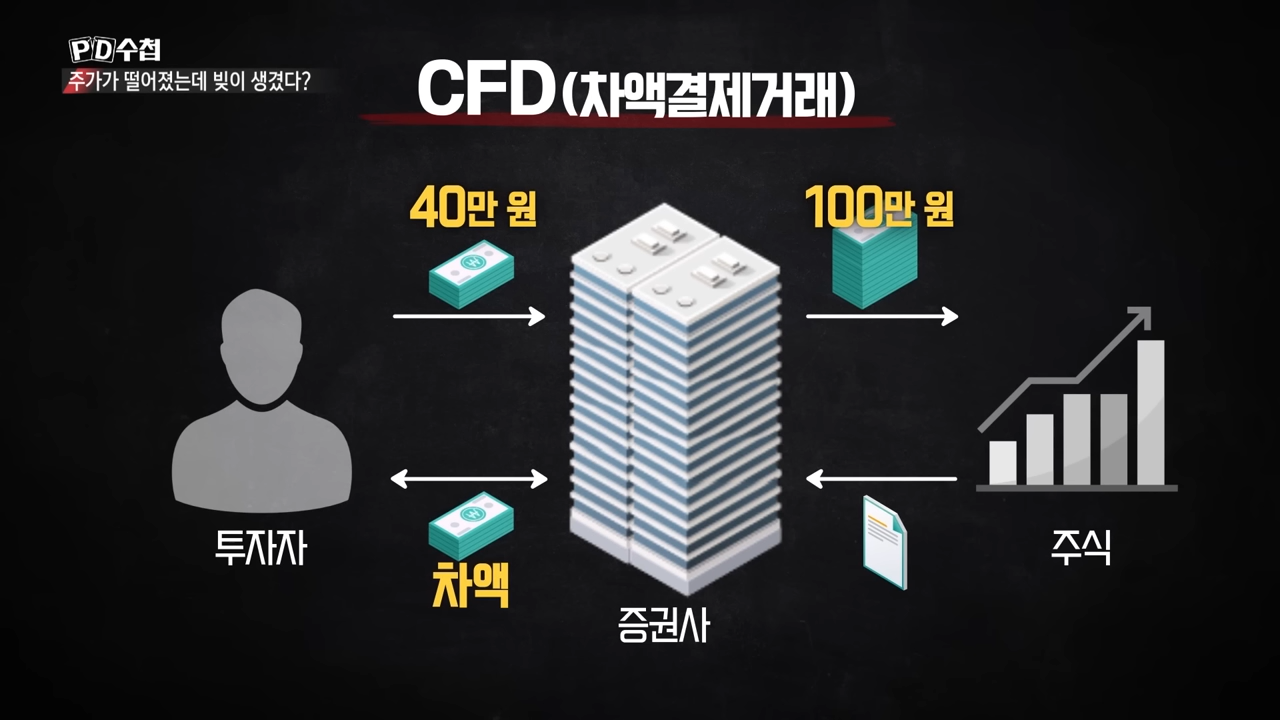 PD수첩
주가가 떨어졌는데 빚이 생겼다?
CFD(차액결제거래)
40만 원
100만 원
투자자
차액
증권사
주식